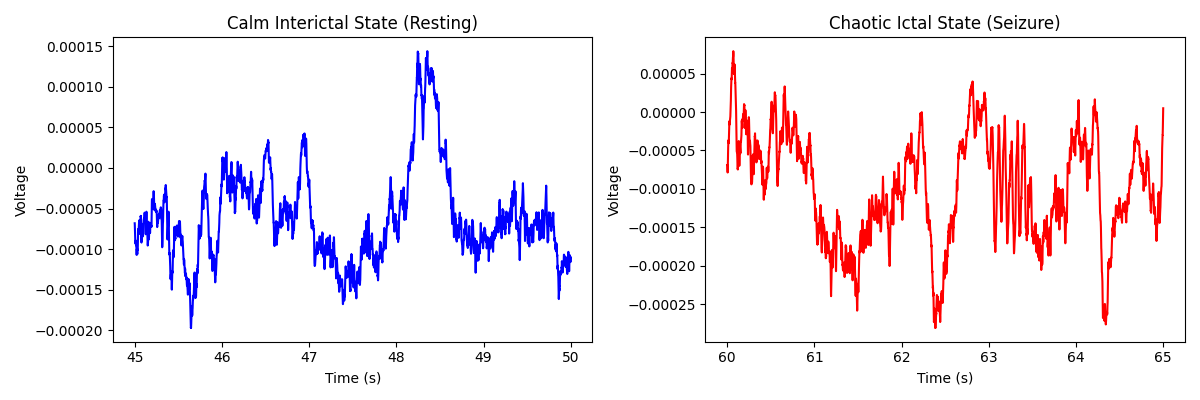 Calm Interictal State (Resting)
Voltage
0.00015
0.00010
0.00005
0.00000
−0.00005
−0.00010
−0.00015
−0.00020
45 46 47 48 49 50
Time (s)
Chaotic Ictal State (Seizure)
Voltage
0.00005
0.00000
−0.00005
−0.00010
−0.00015
−0.00020
−0.00025
60 61 62 63 64 65
Time (s)